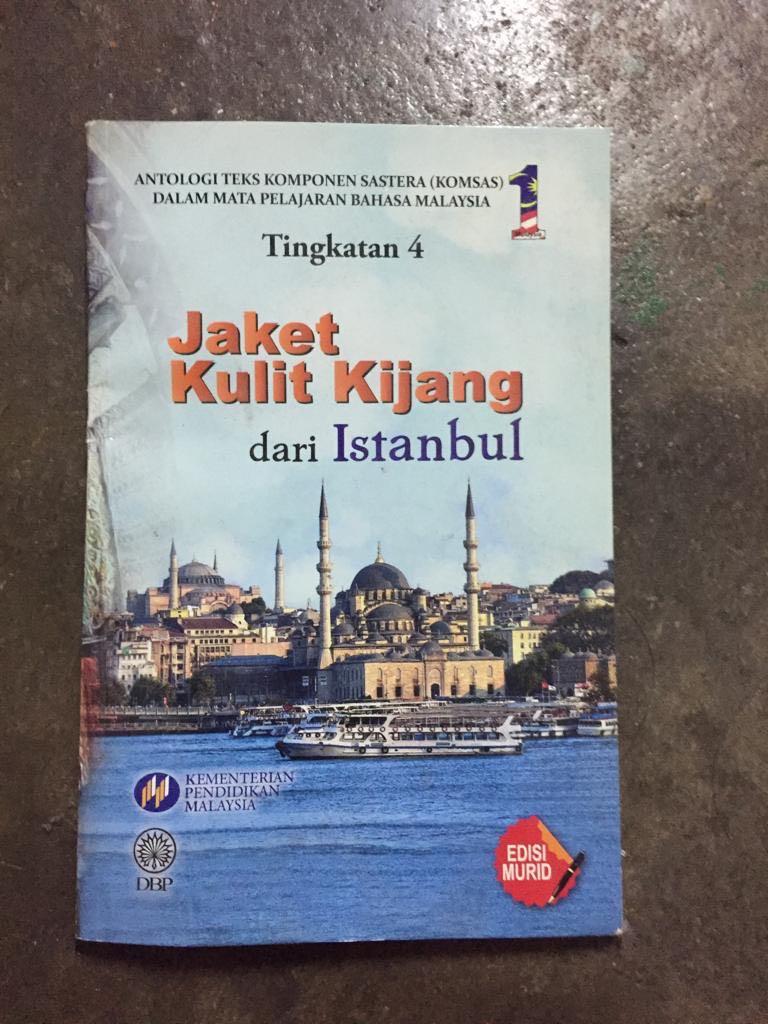 ANTOLOGI TEKS KOMPONEN SASTERA (KOMSAS)
DALAM MATA PELAJARAN BAHASA MALAYSIA
1
Tingkatan 4
Jaket
Kulit Kijang
dari Istanbul
KEMENTERIAN
PENDIDIKAN
MALAYSIA
DBP
EDISI
MURID